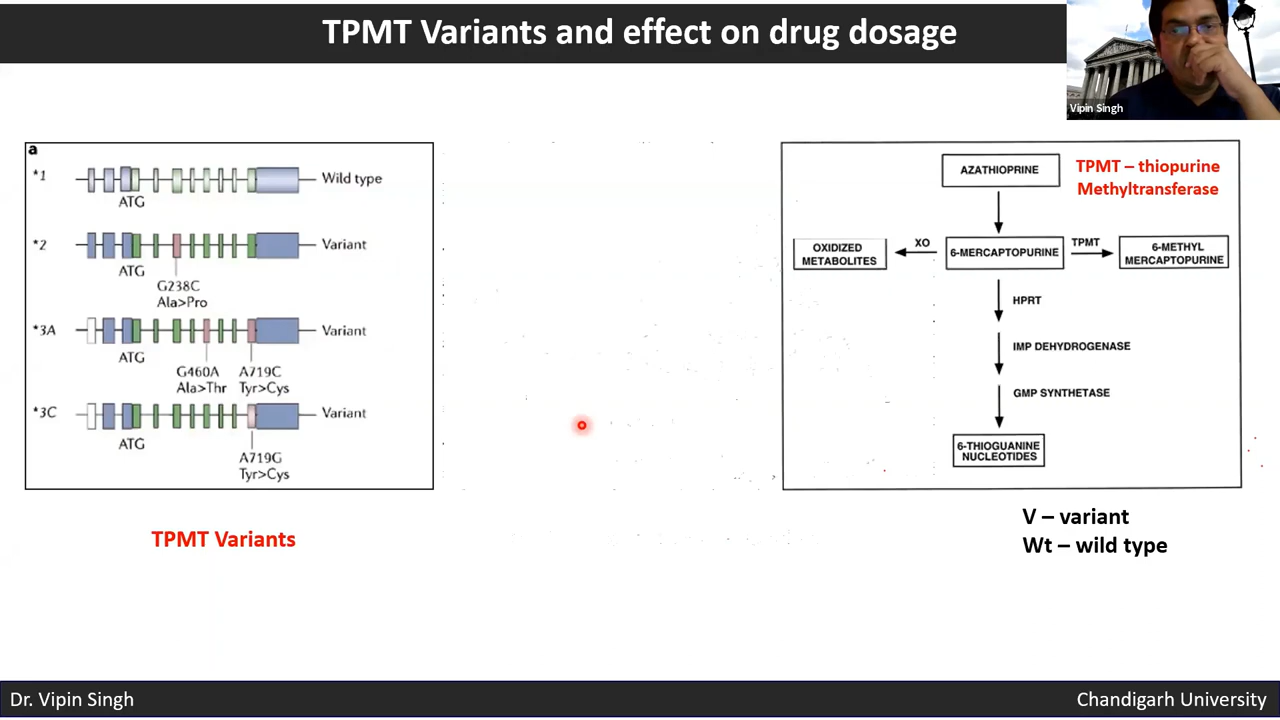 TPMT Variants and effect on drug dosage
Vipin Singh
a
*1
Wild type
ATG
*2
Variant
ATG
G238C
Ala>Pro
*3A
Variant
ATG
G460A
Ala>Thr
A719C
Tyr>Cys
*3C
Variant
ATG
A719G
Tyr>Cys
TPMT Variants
AZATHIOPRINE
TPMT – thiopurine
Methyltransferase
OXIDIZED
METABOLITES
XO
6-MERCAPTOPURINE
TPMT
6-METHYL
MERCAPTOPURINE
HPRT
IMP DEHYDROGENASE
GMP SYNTHETASE
6-THIOGUANINE
NUCLEOTIDES
V – variant
Wt – wild type
Dr. Vipin Singh
Chandigarh University